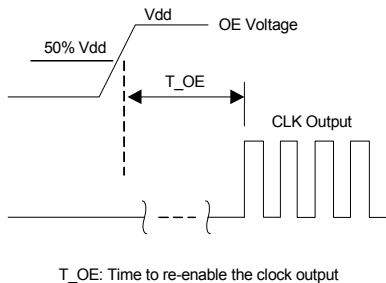 Vdd
OE Voltage
50% Vdd
T_OE
CLK Output
T_OE: Time to re-enable the clock output